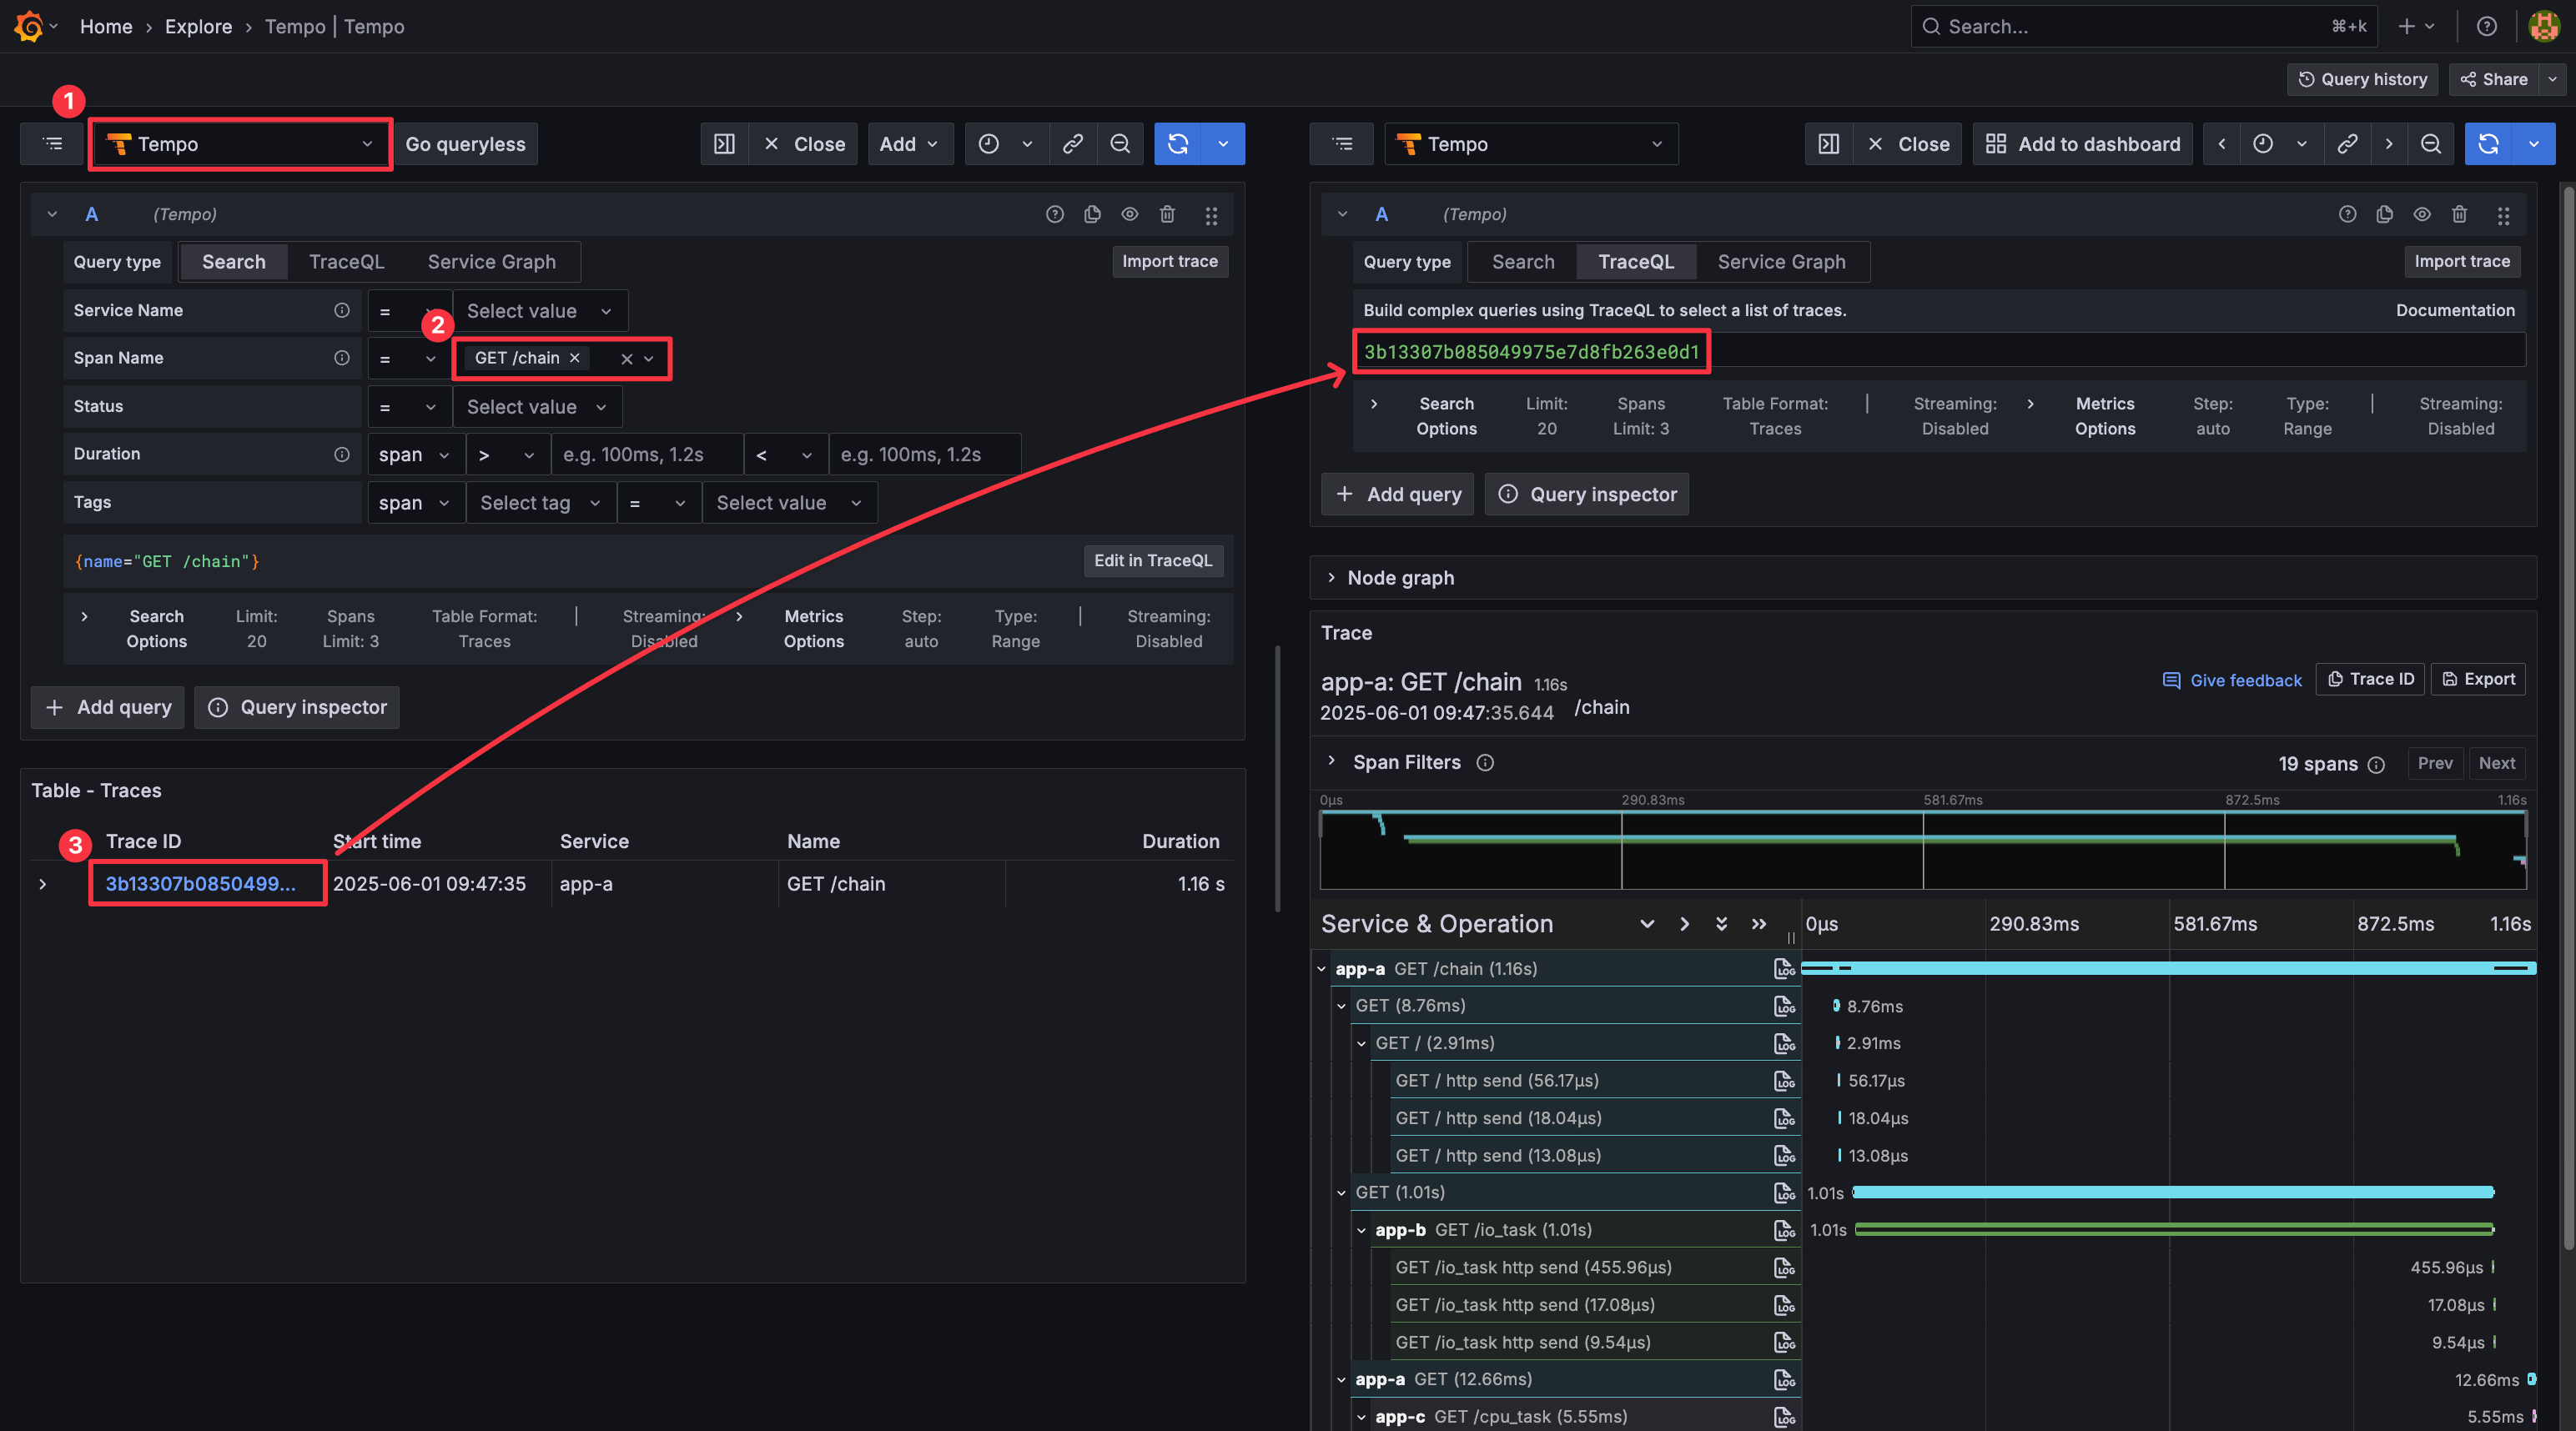 Home › Explore › Tempo | Tempo
Search... ⌘+k
Query history Share
1
Tempo Go queryless Close Add
A (Tempo)
Query type Search TraceQL Service Graph Import trace
Service Name = Select value
2
Span Name = GET /chain
Status = Select value
Duration span > e.g. 100ms, 1.2s < e.g. 100ms, 1.2s
Tags span Select tag = Select value
{name="GET /chain"} Edit in TraceQL
Search Options Limit: 20 Spans Limit: 3 Table Format: Traces | Streaming: Disabled Metrics Options Step: auto Type: Range | Streaming: Disabled
+ Add query Query inspector
Table - Traces
3
Trace ID Start time Service Name Duration
3b13307b0850499... 2025-06-01 09:47:35 app-a GET /chain 1.16 s
Tempo Close Add to dashboard
A (Tempo)
Query type Search TraceQL Service Graph Import trace
Build complex queries using TraceQL to select a list of traces. Documentation
3b13307b085049975e7d8fb263e0d1
Search Options Limit: 20 Spans Limit: 3 Table Format: Traces | Streaming: Disabled Metrics Options Step: auto Type: Range | Streaming: Disabled
+ Add query Query inspector
Node graph
Trace
app-a: GET /chain 1.16s Give feedback Trace ID Export
2025-06-01 09:47:35.644 /chain
Span Filters 19 spans Prev Next
0µs 290.83ms 581.67ms 872.5ms 1.16s
Service & Operation 0µs 290.83ms 581.67ms 872.5ms 1.16s
app-a GET /chain (1.16s) LOG
GET (8.76ms) LOG 8.76ms
GET / (2.91ms) LOG 2.91ms
GET / http send (56.17µs) LOG 56.17µs
GET / http send (18.04µs) LOG 18.04µs
GET / http send (13.08µs) LOG 13.08µs
GET (1.01s) LOG 1.01s
app-b GET /io_task (1.01s) LOG 1.01s
GET /io_task http send (455.96µs) LOG 455.96µs
GET /io_task http send (17.08µs) LOG 17.08µs
GET /io_task http send (9.54µs) LOG 9.54µs
app-a GET (12.66ms) LOG 12.66ms
app-c GET /cpu_task (5.55ms) LOG 5.55ms